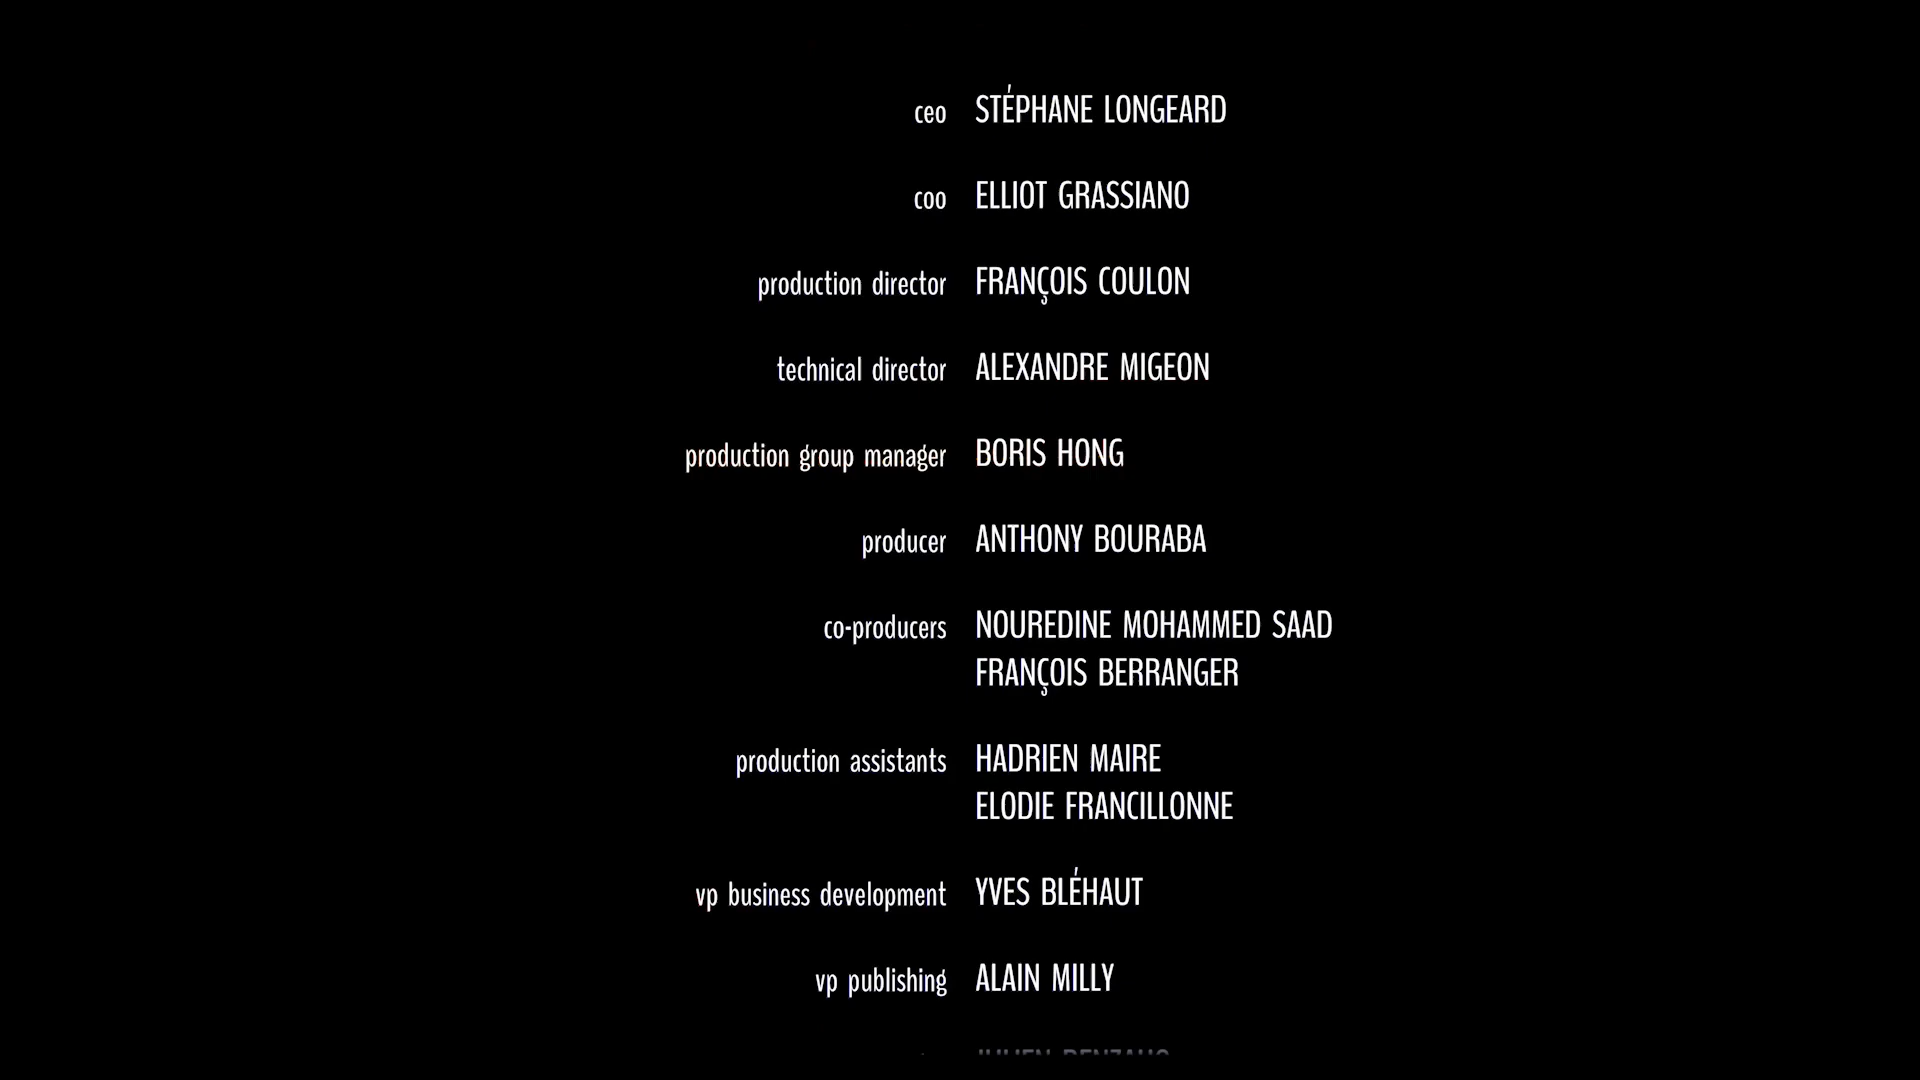 ceo STÉPHANE LONGEARD
coo ELLIOT GRASSIANO
production director FRANÇOIS COULON
technical director ALEXANDRE MIGEON
production group manager BORIS HONG
producer ANTHONY BOURABA
co-producers NOUREDINE MOHAMMED SAAD
FRANÇOIS BERRANGER
production assistants HADRIEN MAIRE
ELODIE FRANCILLONNE
vp business development YVES BLÉHAUT
vp publishing ALAIN MILLY